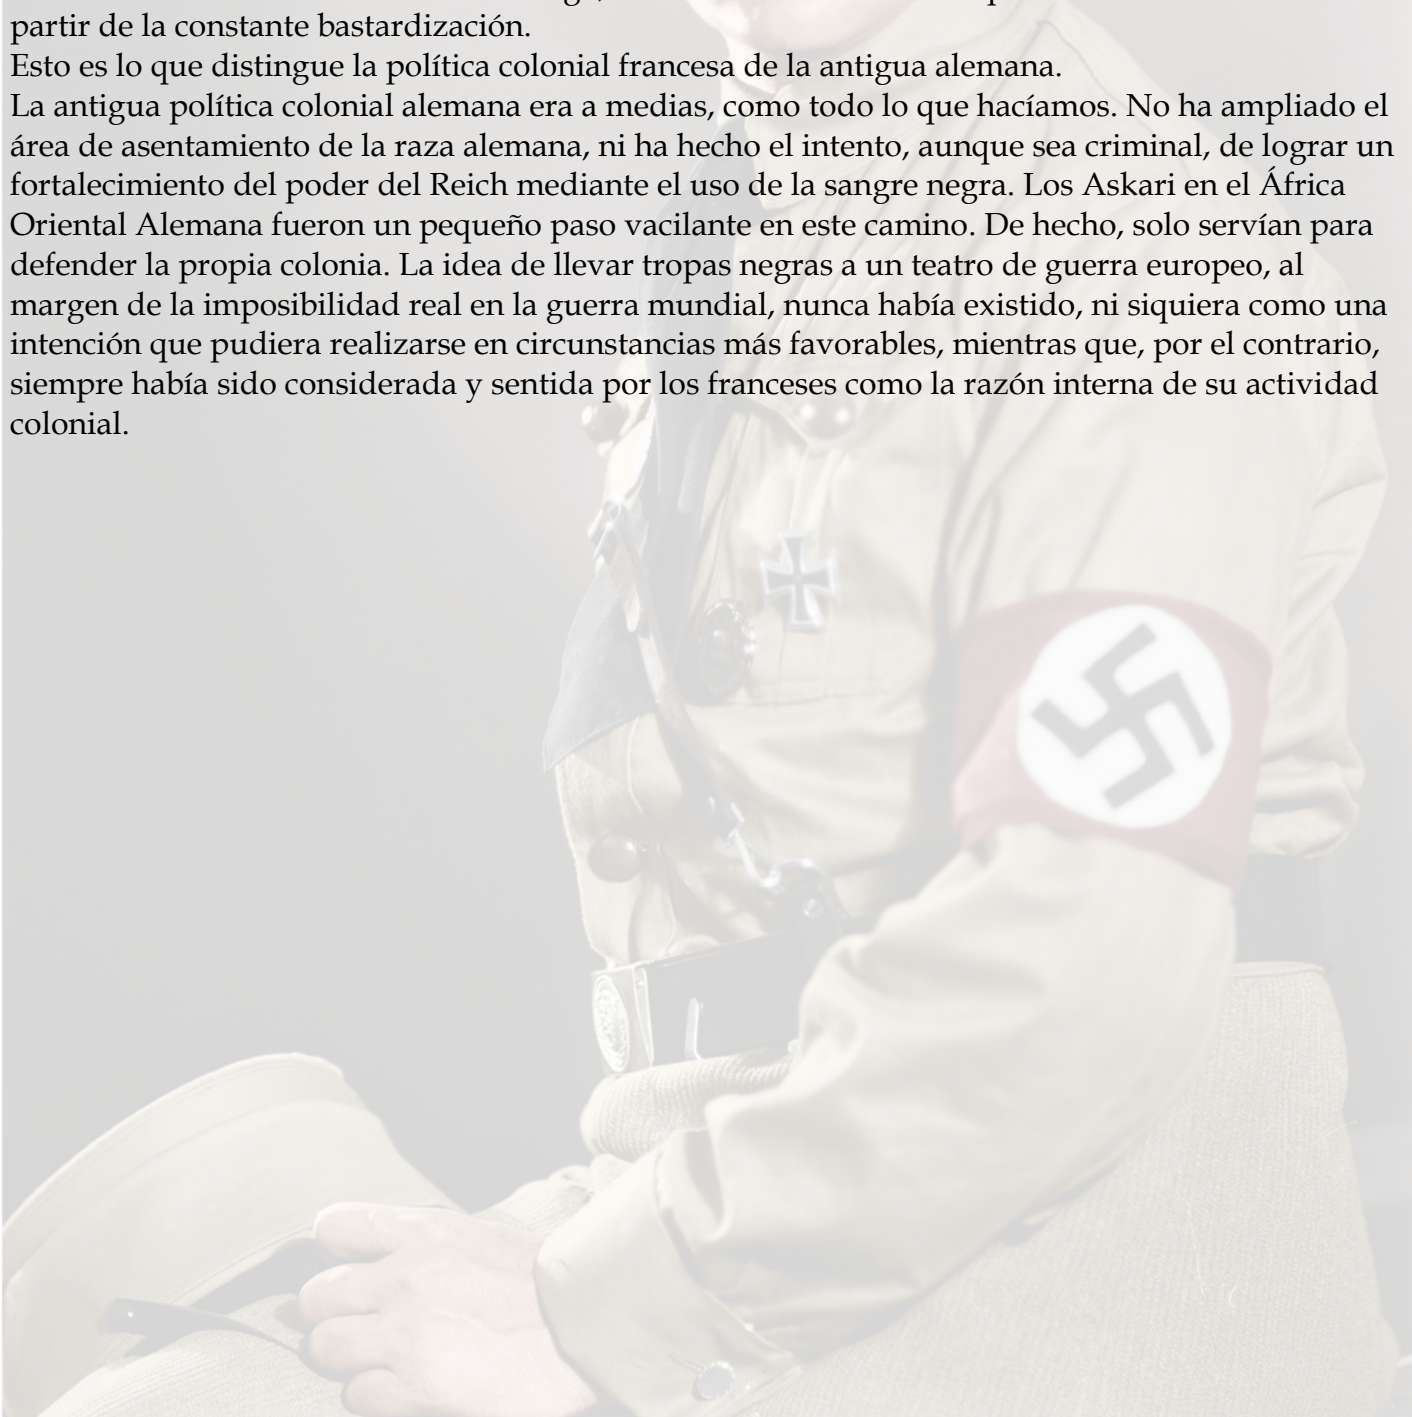 partir de la constante bastardización.
Esto es lo que distingue la política colonial francesa de la antigua alemana.
La antigua política colonial alemana era a medias, como todo lo que hacíamos. No ha ampliado el
área de asentamiento de la raza alemana, ni ha hecho el intento, aunque sea criminal, de lograr un
fortalecimiento del poder del Reich mediante el uso de la sangre negra. Los Askari en el África
Oriental Alemana fueron un pequeño paso vacilante en este camino. De hecho, solo servían para
defender la propia colonia. La idea de llevar tropas negras a un teatro de guerra europeo, al
margen de la imposibilidad real en la guerra mundial, nunca había existido, ni siquiera como una
intención que pudiera realizarse en circunstancias más favorables, mientras que, por el contrario,
siempre había sido considerada y sentida por los franceses como la razón interna de su actividad
colonial.